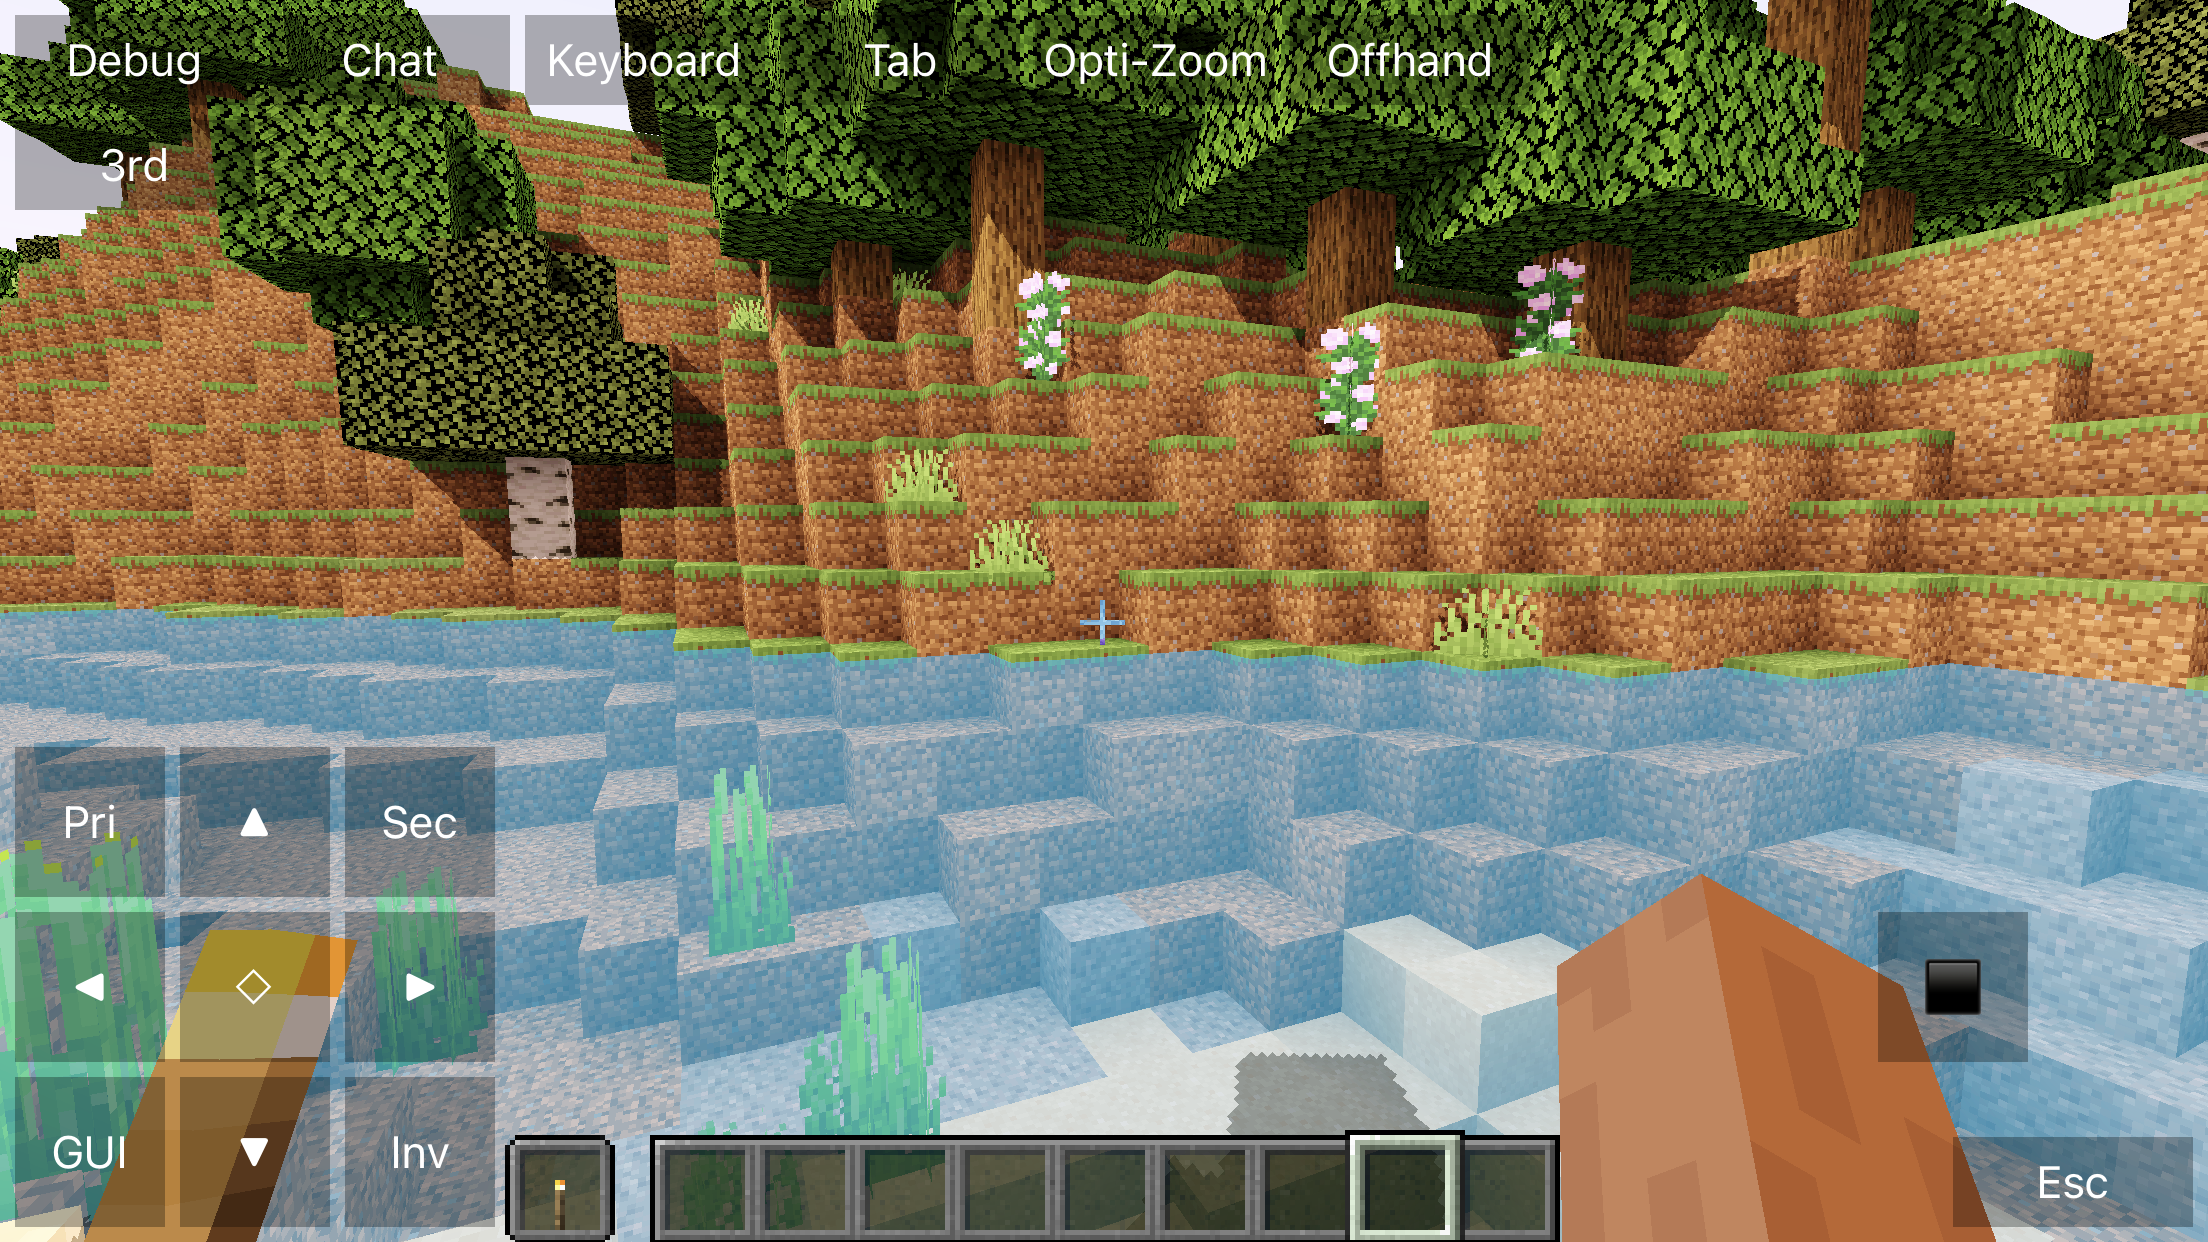 Debug Chat Keyboard Tab Opti-Zoom Offhand
3rd
Pri ▲ Sec
◀ ◇ ▶
GUI ▼ Inv
Esc